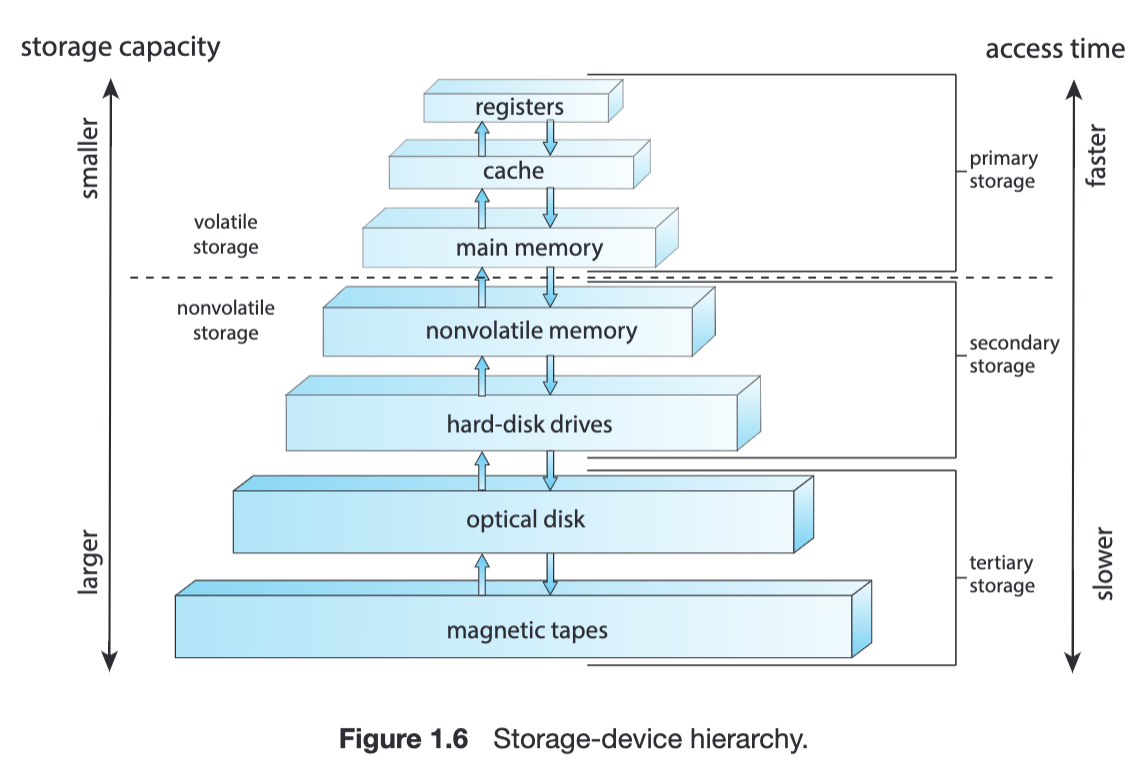 storage capacity
access time
smaller
larger
faster
slower
registers
cache
main memory
nonvolatile memory
hard-disk drives
optical disk
magnetic tapes
volatile
storage
nonvolatile
storage
primary
storage
secondary
storage
tertiary
storage
Figure 1.6 Storage-device hierarchy.